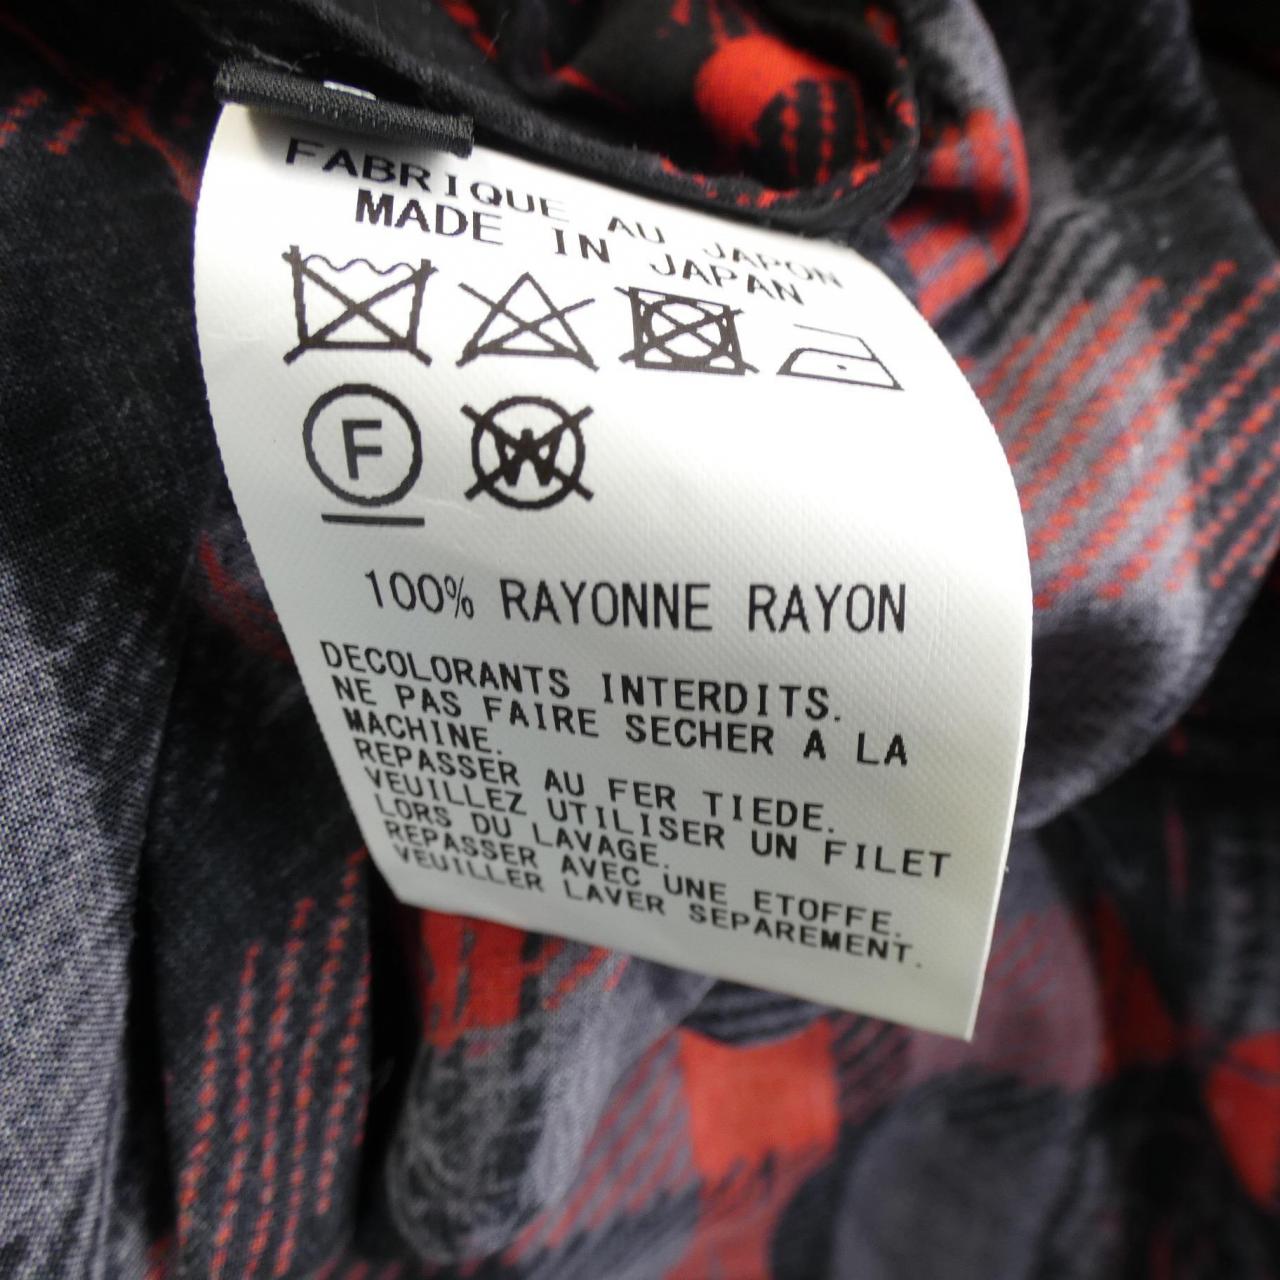 FABRIQUE AU JAPON
MADE IN JAPAN
F
W
100% RAYONNE RAYON
DECOLORANTS INTERDITS.
NE PAS FAIRE SECHER A LA
MACHINE.
REPASSER AU FER TIEDE.
VEUILLEZ UTILISER UN FILET
LORS DU LAVAGE.
REPASSER AVEC UNE ETOFFE.
VEUILLER LAVER SEPAREMENT.